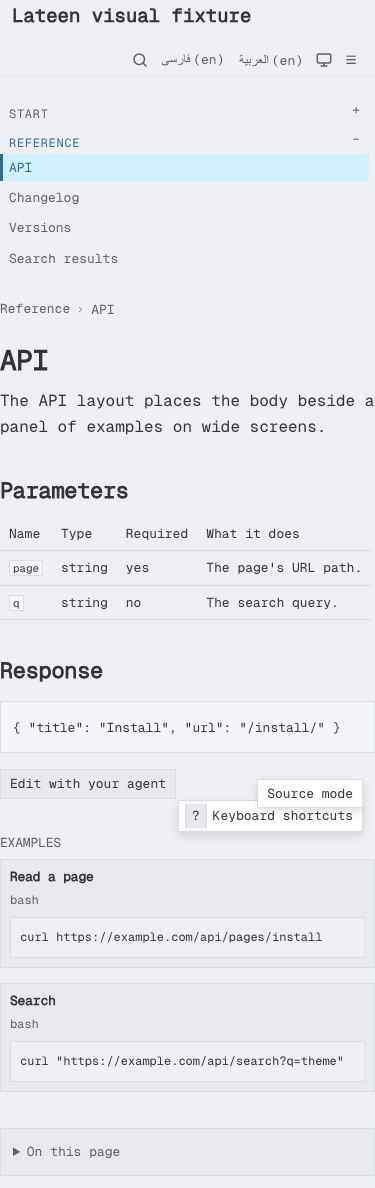 Lateen visual fixture
فارسی (en) العربية (en) ≡
START +
REFERENCE −
API
Changelog
Versions
Search results
Reference › API
API
The API layout places the body beside a
panel of examples on wide screens.
Parameters
Name Type Required What it does
page string yes The page's URL path.
q string no The search query.
Response
{ "title": "Install", "url": "/install/" }
Edit with your agent
Source mode
? Keyboard shortcuts
EXAMPLES
Read a page
bash
curl https://example.com/api/pages/install
Search
bash
curl "https://example.com/api/search?q=theme"
▶ On this page